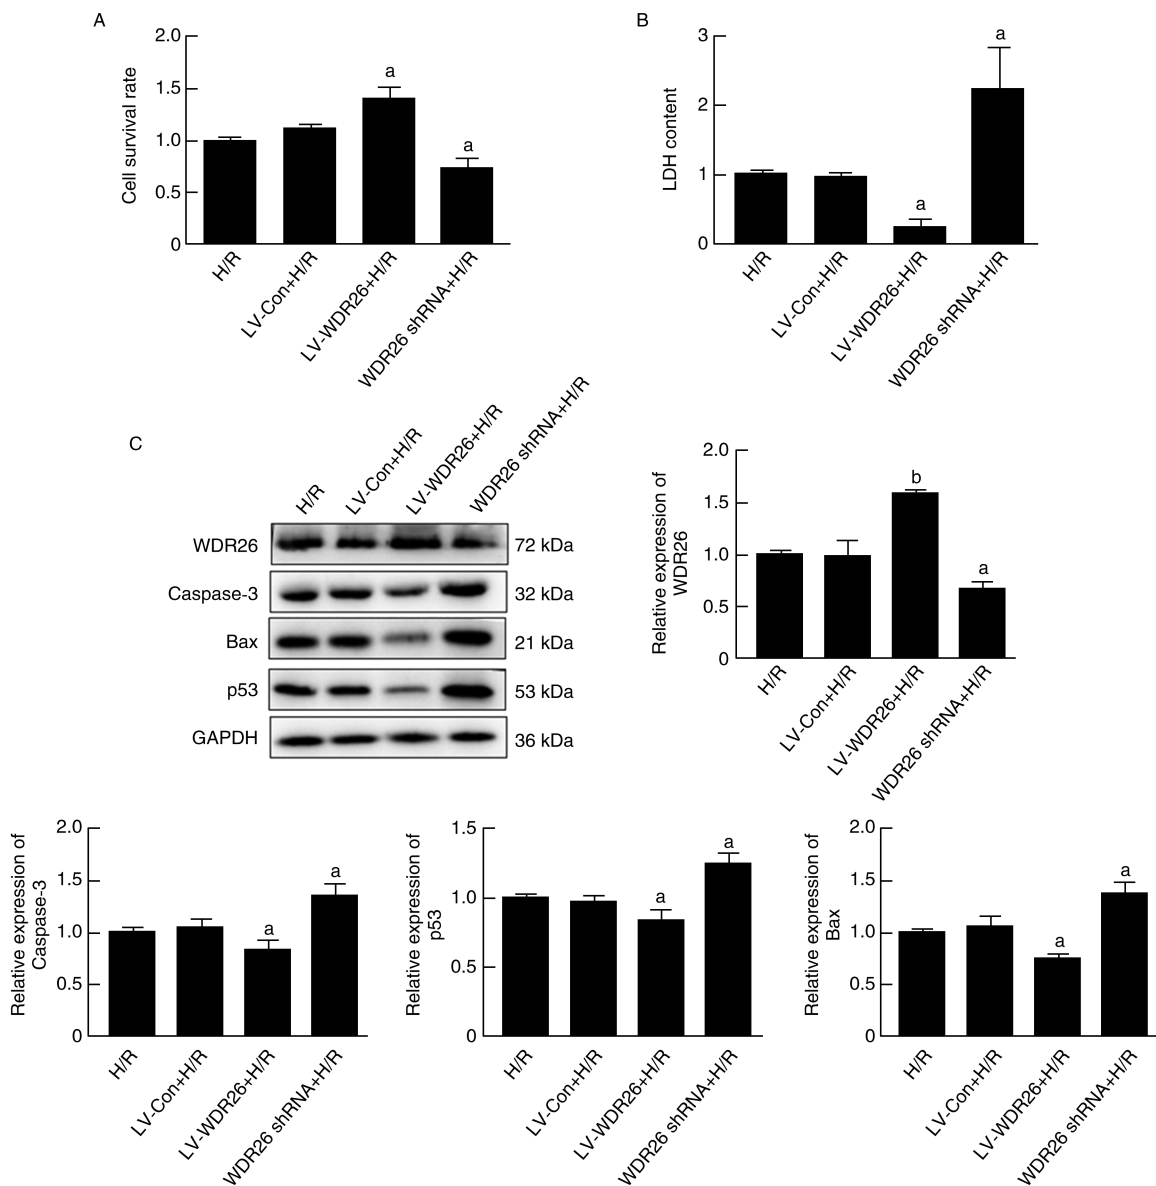 A
Cell survival rate
2.0
1.5
1.0
0.5
0
a
a
H/R
LV-Con+H/R
LV-WDR26+H/R
WDR26 shRNA+H/R
B
LDH content
3
2
1
0
a
a
H/R
LV-Con+H/R
LV-WDR26+H/R
WDR26 shRNA+H/R
C
H/R
LV-Con+H/R
LV-WDR26+H/R
WDR26 shRNA+H/R
WDR26 72 kDa
Caspase-3 32 kDa
Bax 21 kDa
p53 53 kDa
GAPDH 36 kDa
Relative expression of
WDR26
2.0
1.5
1.0
0.5
0
b
a
H/R
LV-Con+H/R
LV-WDR26+H/R
WDR26 shRNA+H/R
Relative expression of
Caspase-3
2.0
1.5
1.0
0.5
0
a
a
H/R
LV-Con+H/R
LV-WDR26+H/R
WDR26 shRNA+H/R
Relative expression of
p53
1.5
1.0
0.5
0
a
a
H/R
LV-Con+H/R
LV-WDR26+H/R
WDR26 shRNA+H/R
Relative expression of
Bax
2.0
1.5
1.0
0.5
0
a
a
H/R
LV-Con+H/R
LV-WDR26+H/R
WDR26 shRNA+H/R